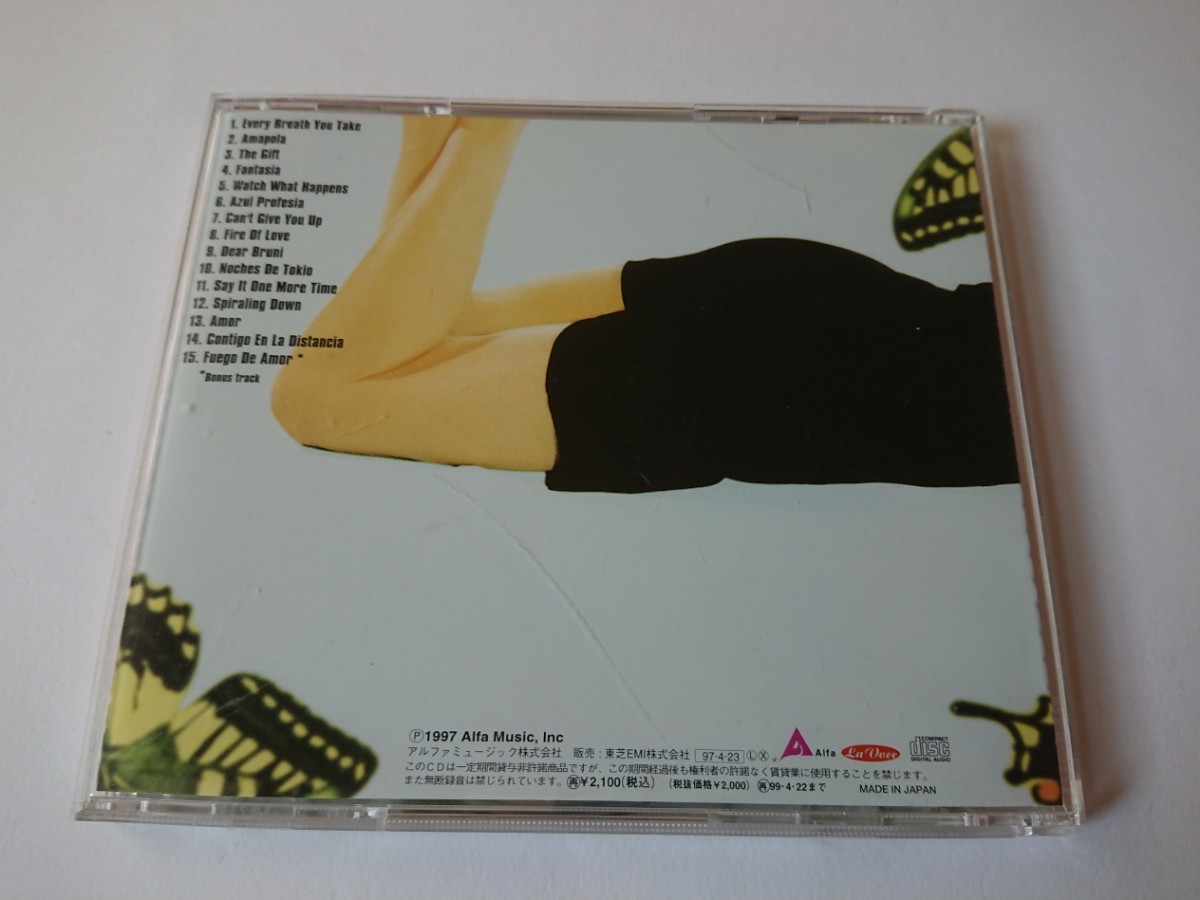 1. Every Breath You Take
2. Amapola
3. The Gift
4. Fantasia
5. Watch What Happens
6. Azul Profesia
7. Can't Give You Up
8. Fire Of Love
9. Dear Bruni
10. Noches De Tokio
11. Say It One More Time
12. Spiraling Down
13. Amor
14. Contigo En La Distancia
15. Fuego De Amor *
*Bonus track
Ⓟ1997 Alfa Music, Inc
アルファミュージック株式会社 販売:東芝EMI株式会社 97・4・23 Ⓛ Ⓧ Alfa La Voce COMPACT disc DIGITAL AUDIO
このCDは一定期間貸与非許諾商品ですが、この期間経過後も権利者の許諾なく賃貸業に使用することを禁じます。
また無断録音は禁じられています。再¥2,100(税込) (税抜価格¥2,000) 再99・4・22まで MADE IN JAPAN